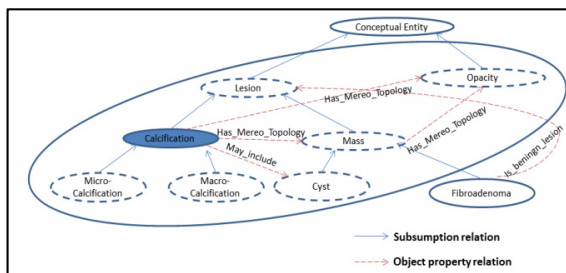 Conceptual Entity
Lesion
Opacity
Has_Mereo_Topology
Calcification
Has_Mereo_Topology
Mass
Has_Mereo_Topology
May_include
Is_beningn_lesion
Micro-
Calcification
Macro-
Calcification
Cyst
Fibroadenoma
Subsumption relation
Object property relation